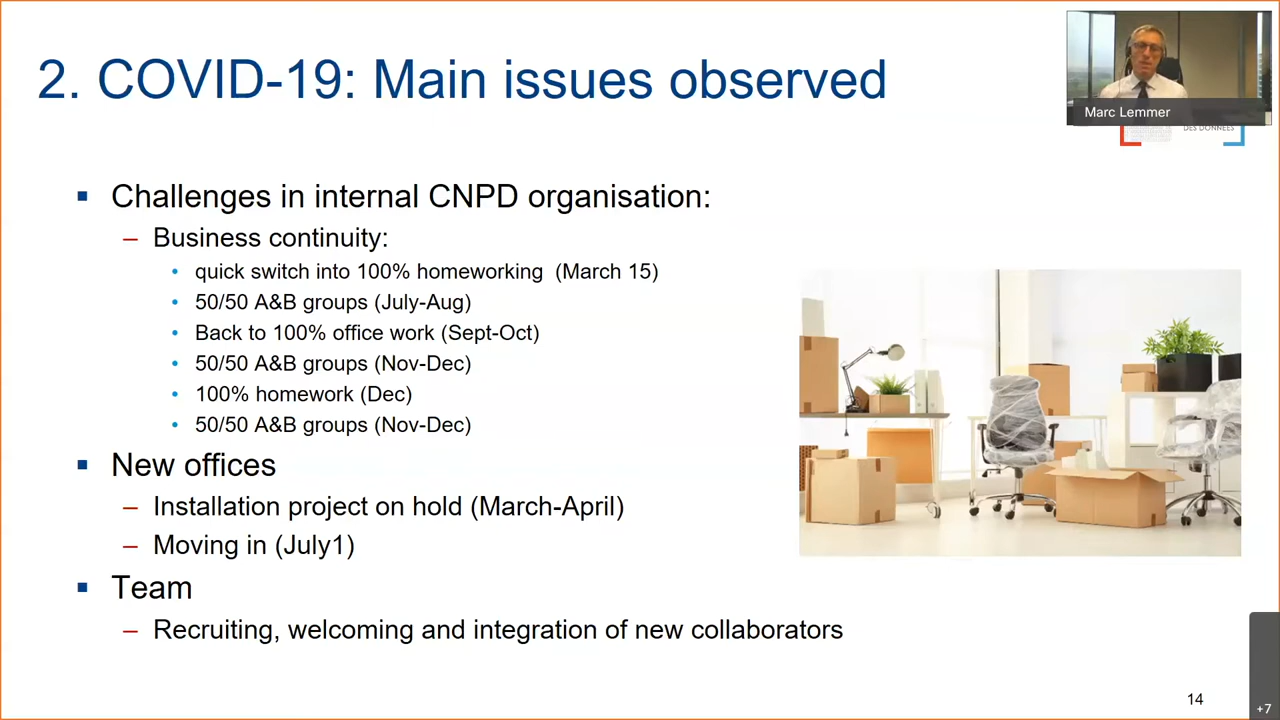 2. COVID-19: Main issues observed
Marc Lemmer
DES DONNÉES
▪ Challenges in internal CNPD organisation:
– Business continuity:
• quick switch into 100% homeworking (March 15)
• 50/50 A&B groups (July-Aug)
• Back to 100% office work (Sept-Oct)
• 50/50 A&B groups (Nov-Dec)
• 100% homework (Dec)
• 50/50 A&B groups (Nov-Dec)
▪ New offices
– Installation project on hold (March-April)
– Moving in (July1)
▪ Team
– Recruiting, welcoming and integration of new collaborators
14
+7